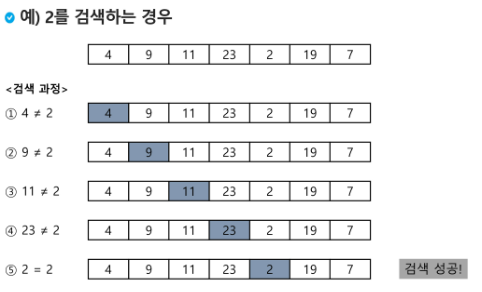 예) 2를 검색하는 경우
4 9 11 23 2 19 7
<검색 과정>
① 4 ≠ 2 4 9 11 23 2 19 7
② 9 ≠ 2 4 9 11 23 2 19 7
③ 11 ≠ 2 4 9 11 23 2 19 7
④ 23 ≠ 2 4 9 11 23 2 19 7
⑤ 2 = 2 4 9 11 23 2 19 7 검색 성공!